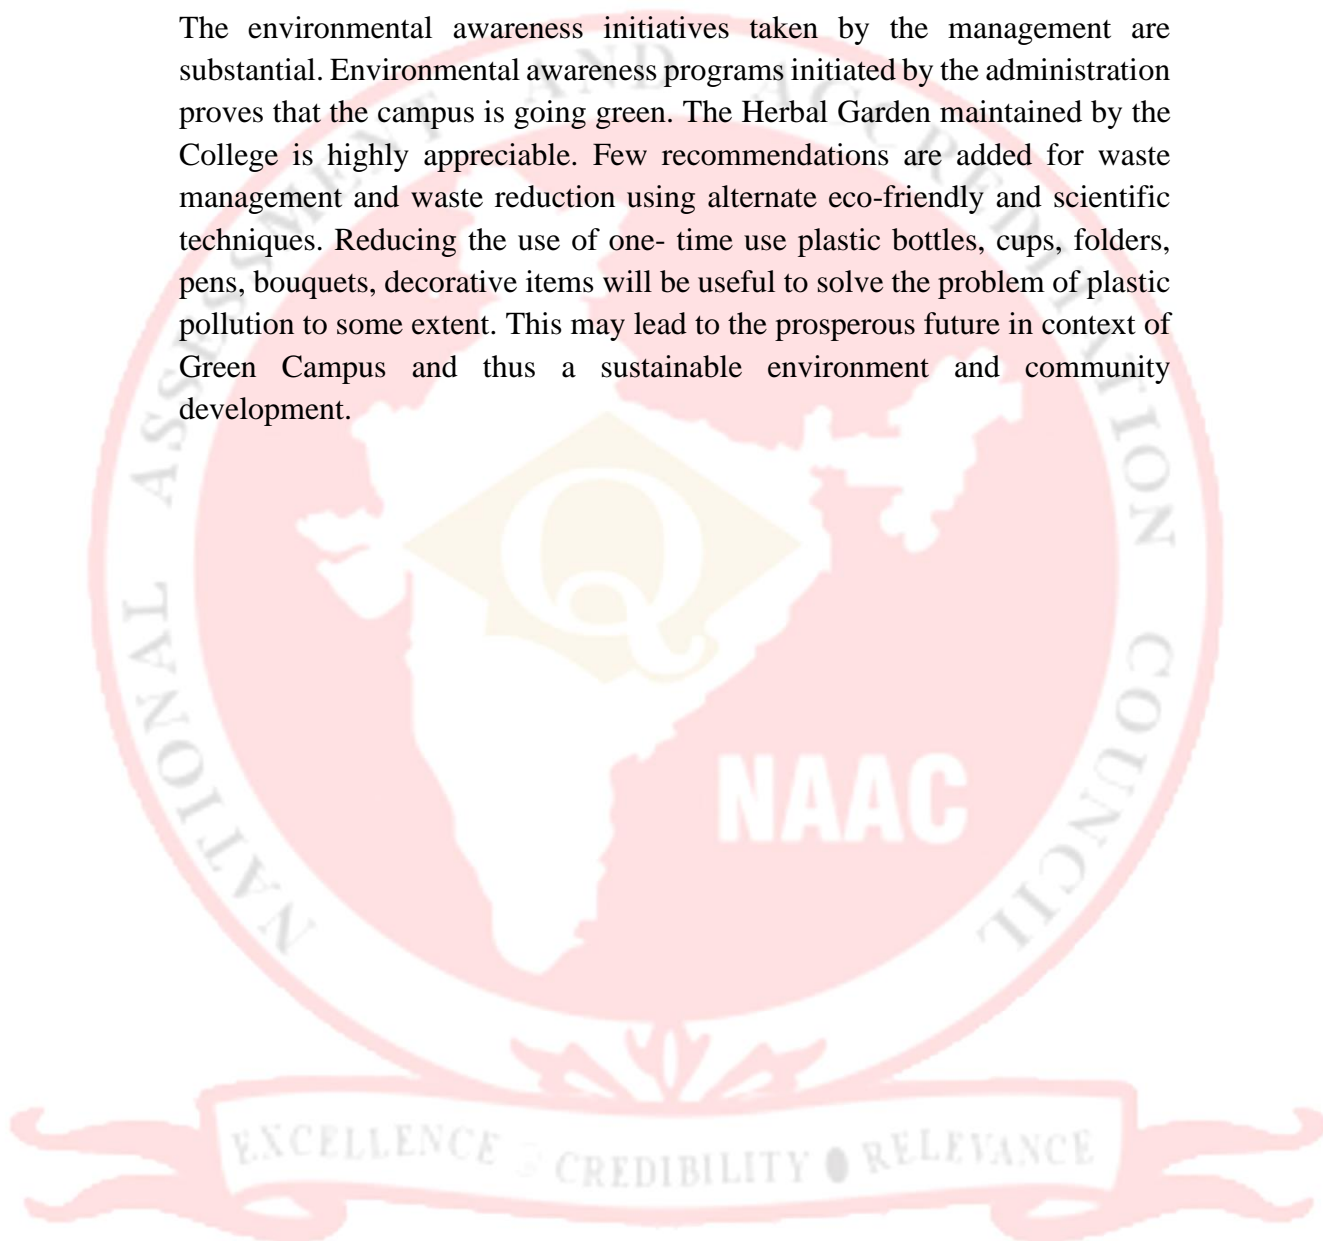 The environmental awareness initiatives taken by the management are
substantial. Environmental awareness programs initiated by the administration
proves that the campus is going green. The Herbal Garden maintained by the
College is highly appreciable. Few recommendations are added for waste
management and waste reduction using alternate eco-friendly and scientific
techniques. Reducing the use of one- time use plastic bottles, cups, folders,
pens, bouquets, decorative items will be useful to solve the problem of plastic
pollution to some extent. This may lead to the prosperous future in context of
Green Campus and thus a sustainable environment and community
development.
NATIONAL ASSESSMENT AND ACCREDITATION COUNCIL
Q
NAAC
EXCELLENCE CREDIBILITY ● RELEVANCE